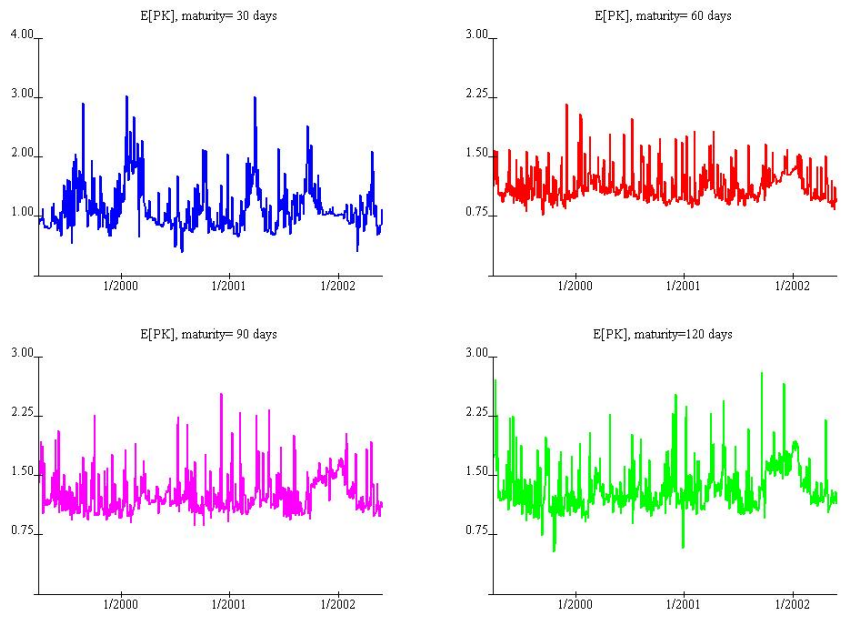 E[PK], maturity= 30 days
4.00
3.00
2.00
1.00
1/2000 1/2001 1/2002
E[PK], maturity= 60 days
3.00
2.25
1.50
0.75
1/2000 1/2001 1/2002
E[PK], maturity= 90 days
3.00
2.25
1.50
0.75
1/2000 1/2001 1/2002
E[PK], maturity=120 days
3.00
2.25
1.50
0.75
1/2000 1/2001 1/2002